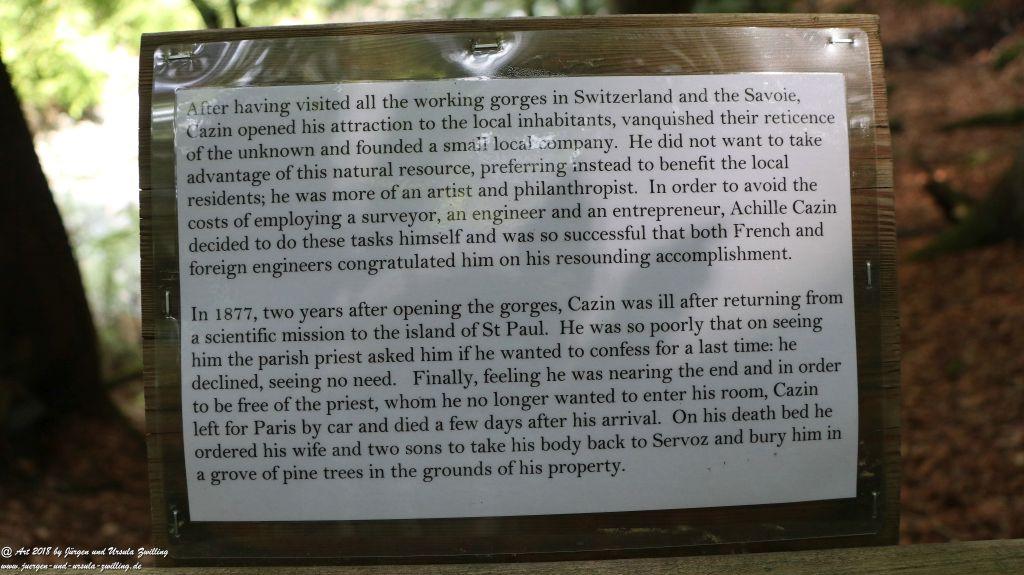 After having visited all the working gorges in Switzerland and the Savoie,
Cazin opened his attraction to the local inhabitants, vanquished their reticence
of the unknown and founded a small local company.  He did not want to take
advantage of this natural resource, preferring instead to benefit the local
residents; he was more of an artist and philanthropist.  In order to avoid the
costs of employing a surveyor, an engineer and an entrepreneur, Achille Cazin
decided to do these tasks himself and was so successful that both French and
foreign engineers congratulated him on his resounding accomplishment.

In 1877, two years after opening the gorges, Cazin was ill after returning from
a scientific mission to the island of St Paul.  He was so poorly that on seeing
him the parish priest asked him if he wanted to confess for a last time: he
declined, seeing no need.   Finally, feeling he was nearing the end and in order
to be free of the priest, whom he no longer wanted to enter his room, Cazin
left for Paris by car and died a few days after his arrival.  On his death bed he
ordered his wife and two sons to take his body back to Servoz and bury him in
a grove of pine trees in the grounds of his property.
@ Art 2018 by Jürgen und Ursula Zwilling
www.juergen-und-ursula-zwilling.de